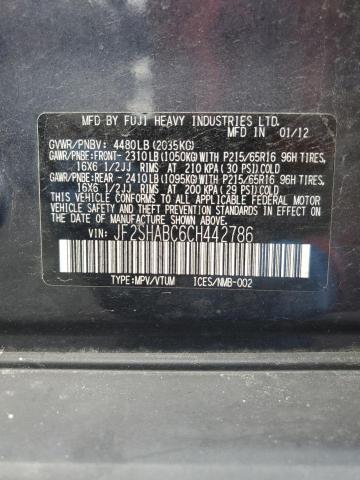 MFD BY FUJI HEAVY INDUSTRIES LTD.
MFD IN 01/12
GVWR/PNBV: 4480LB (2035KG)
GAWR/PNBE:FRONT-2310LB(1050KG)WITH P215/65R16 96H TIRES,
16X6 1/2JJ RIMS, AT 210 KPA (30 PSI)COLD
GAWR/PNBE:REAR -2410LB(1095KG)WITH P215/65R16 96H TIRES,
16X6 1/2JJ RIMS, AT 200 KPA (29 PSI)COLD
THIS VEHICLE CONFORMS TO ALL APPLICABLE FEDERAL MOTOR
VEHICLE SAFETY AND THEFT PREVENTION STANDARDS IN
EFFECT ON THE DATE OF MANUFACTURE SHOWN ABOVE.
VIN: JF2SHABC6CH442786
TYPE:MPV/VTUM ICES/NMB-002